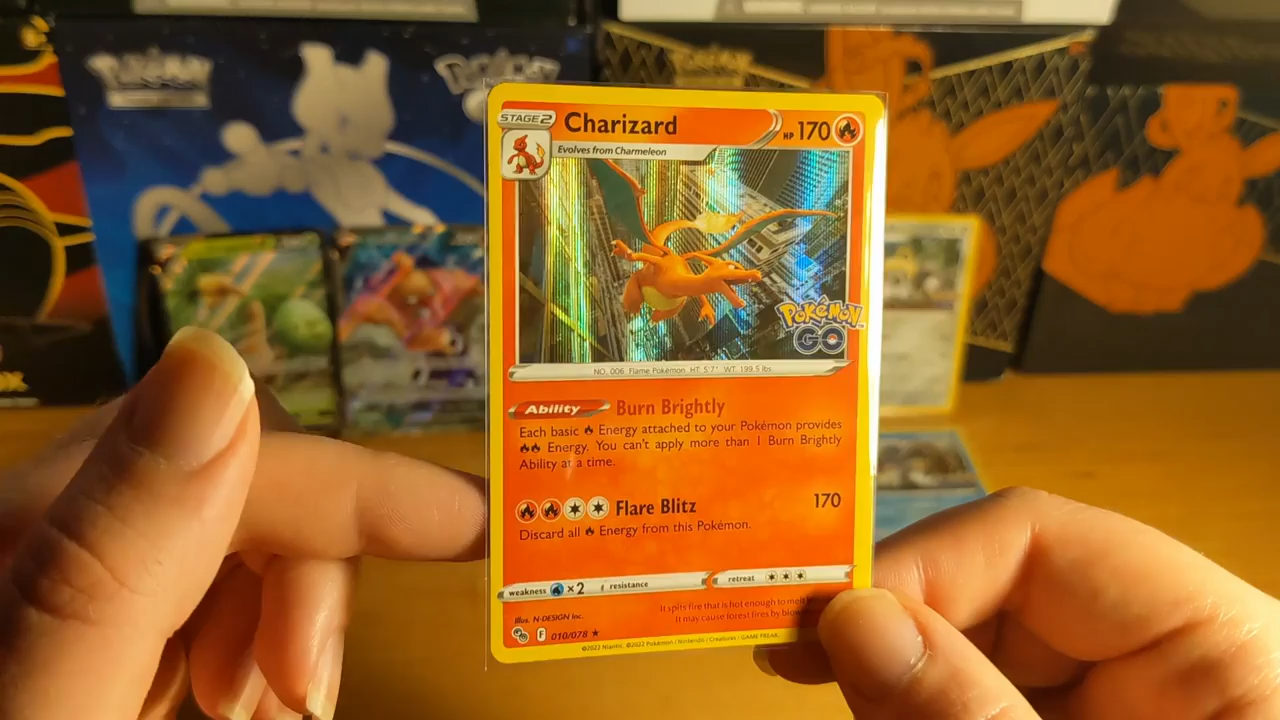 POKéMON
POKéMON
STAGE 2
Charizard
HP 170
Evolves from Charmeleon
POKéMON
GO
NO. 006 Flame Pokémon HT: 5'7" WT: 199.5 lbs.
Ability Burn Brightly
Each basic Energy attached to your Pokémon provides
Energy. You can't apply more than 1 Burn Brightly
Ability at a time.
Flare Blitz 170
Discard all Energy from this Pokémon.
weakness ×2 resistance retreat
Illus. N-DESIGN Inc.
It spits fire that is hot enough to melt
It may cause forest fires by
F 010/078 ★
©2022 Niantic. ©2022 Pokémon / Nintendo / Creatures / GAME FREAK.